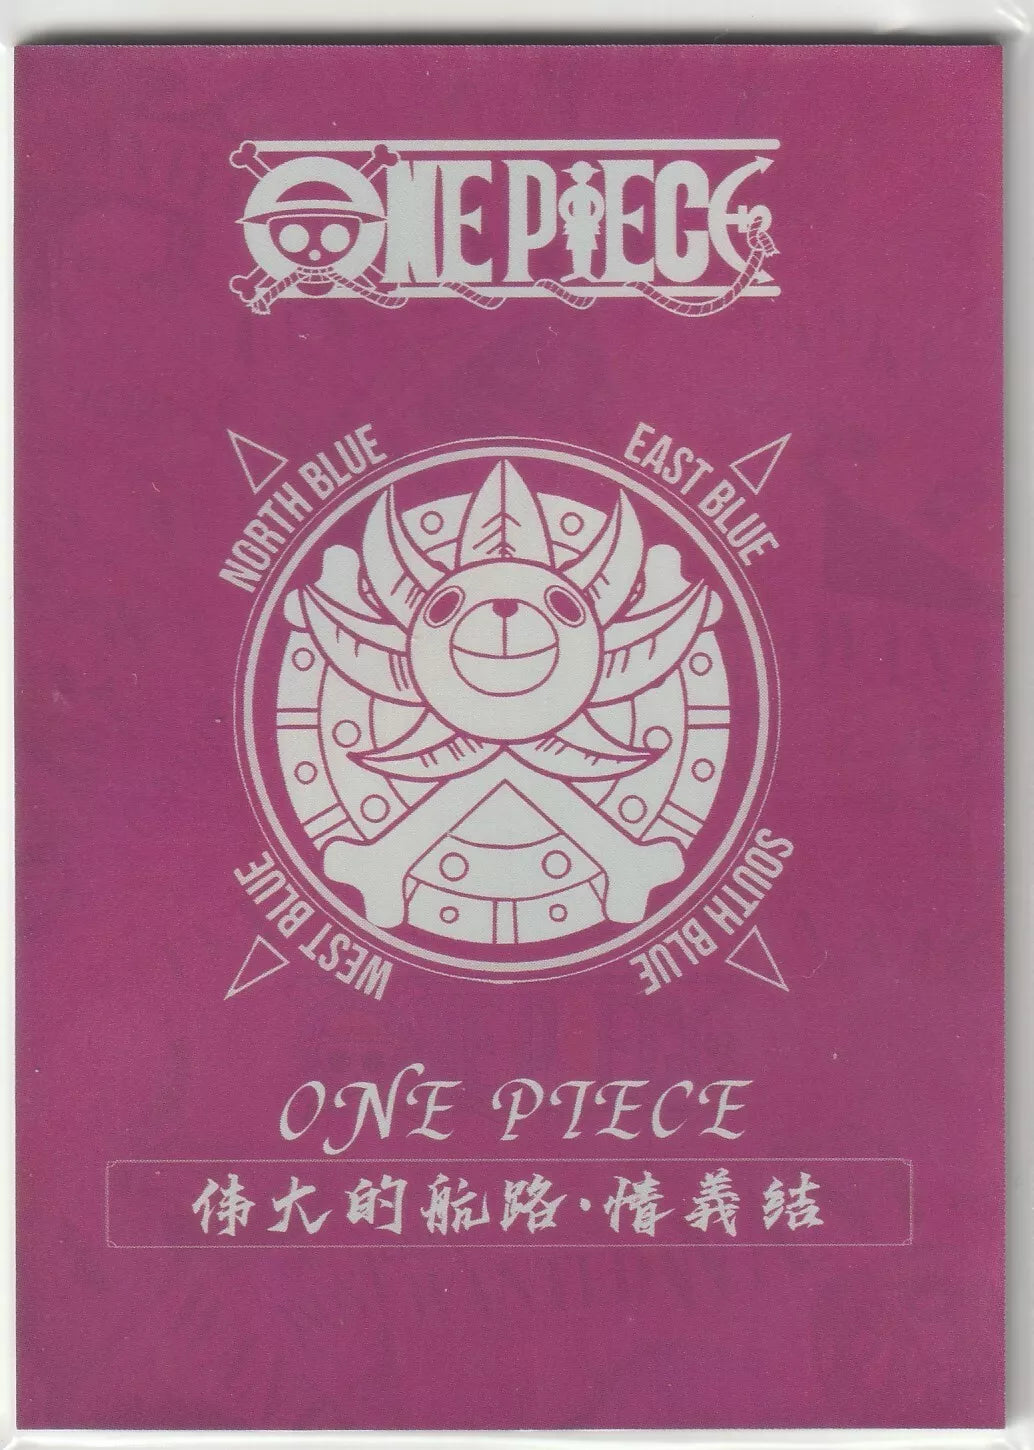 ONE PIECE
NORTH BLUE
EAST BLUE
WEST BLUE
SOUTH BLUE
ONE PIECE
伟大的航路·情義結